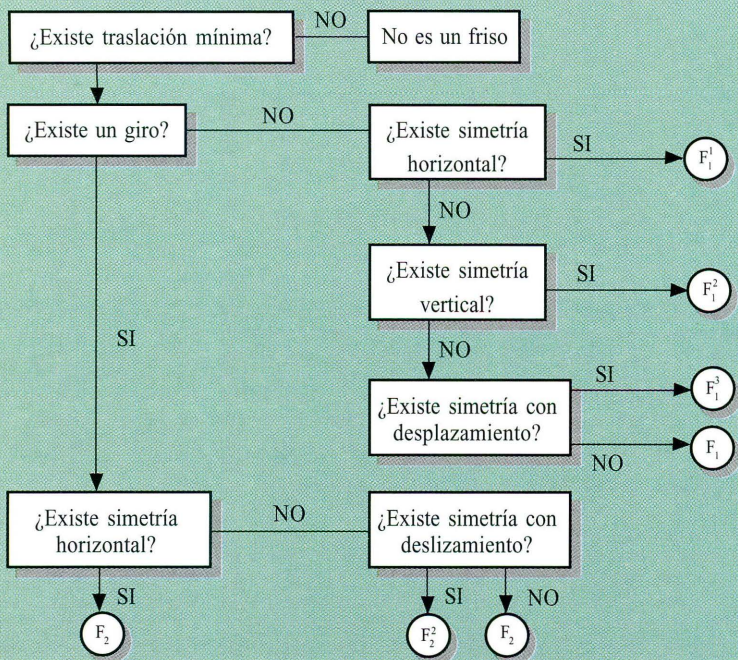 ¿Existe traslación mínima?
NO
No es un friso
¿Existe un giro?
NO
¿Existe simetría
horizontal?
SI
F₁¹
NO
¿Existe simetría
vertical?
SI
F₁²
NO
¿Existe simetría con
desplazamiento?
SI
F₁³
NO
F₁
SI
¿Existe simetría
horizontal?
NO
¿Existe simetría con
deslizamiento?
SI
F₂
SI
F₂²
NO
F₂